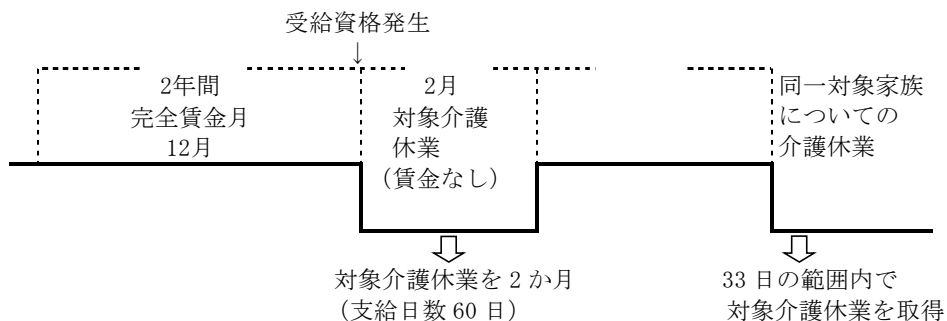 受給資格発生
↓
2年間
完全賃金月
12月
2月
対象介護
休業
(賃金なし)
同一対象家族
についての
介護休業
対象介護休業を2か月
(支給日数60日)
33日の範囲内で
対象介護休業を取得